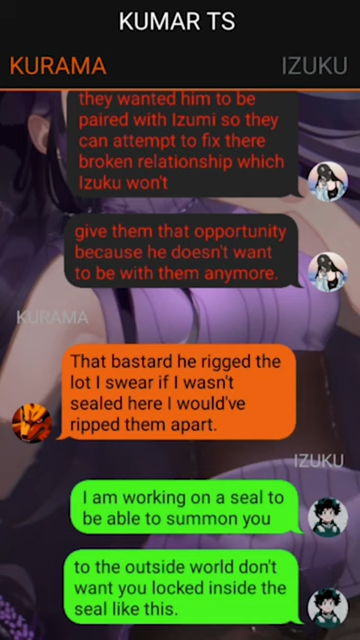 KUMAR TS
KURAMA
IZUKU
they wanted him to be
paired with Izumi so they
can attempt to fix there
broken relationship which
Izuku won't
give them that opportunity
because he doesn't want
to be with them anymore.
KURAMA
That bastard he rigged the
lot I swear if I wasn't
sealed here I would've
ripped them apart.
IZUKU
I am working on a seal to
be able to summon you
to the outside world don't
want you locked inside the
seal like this.